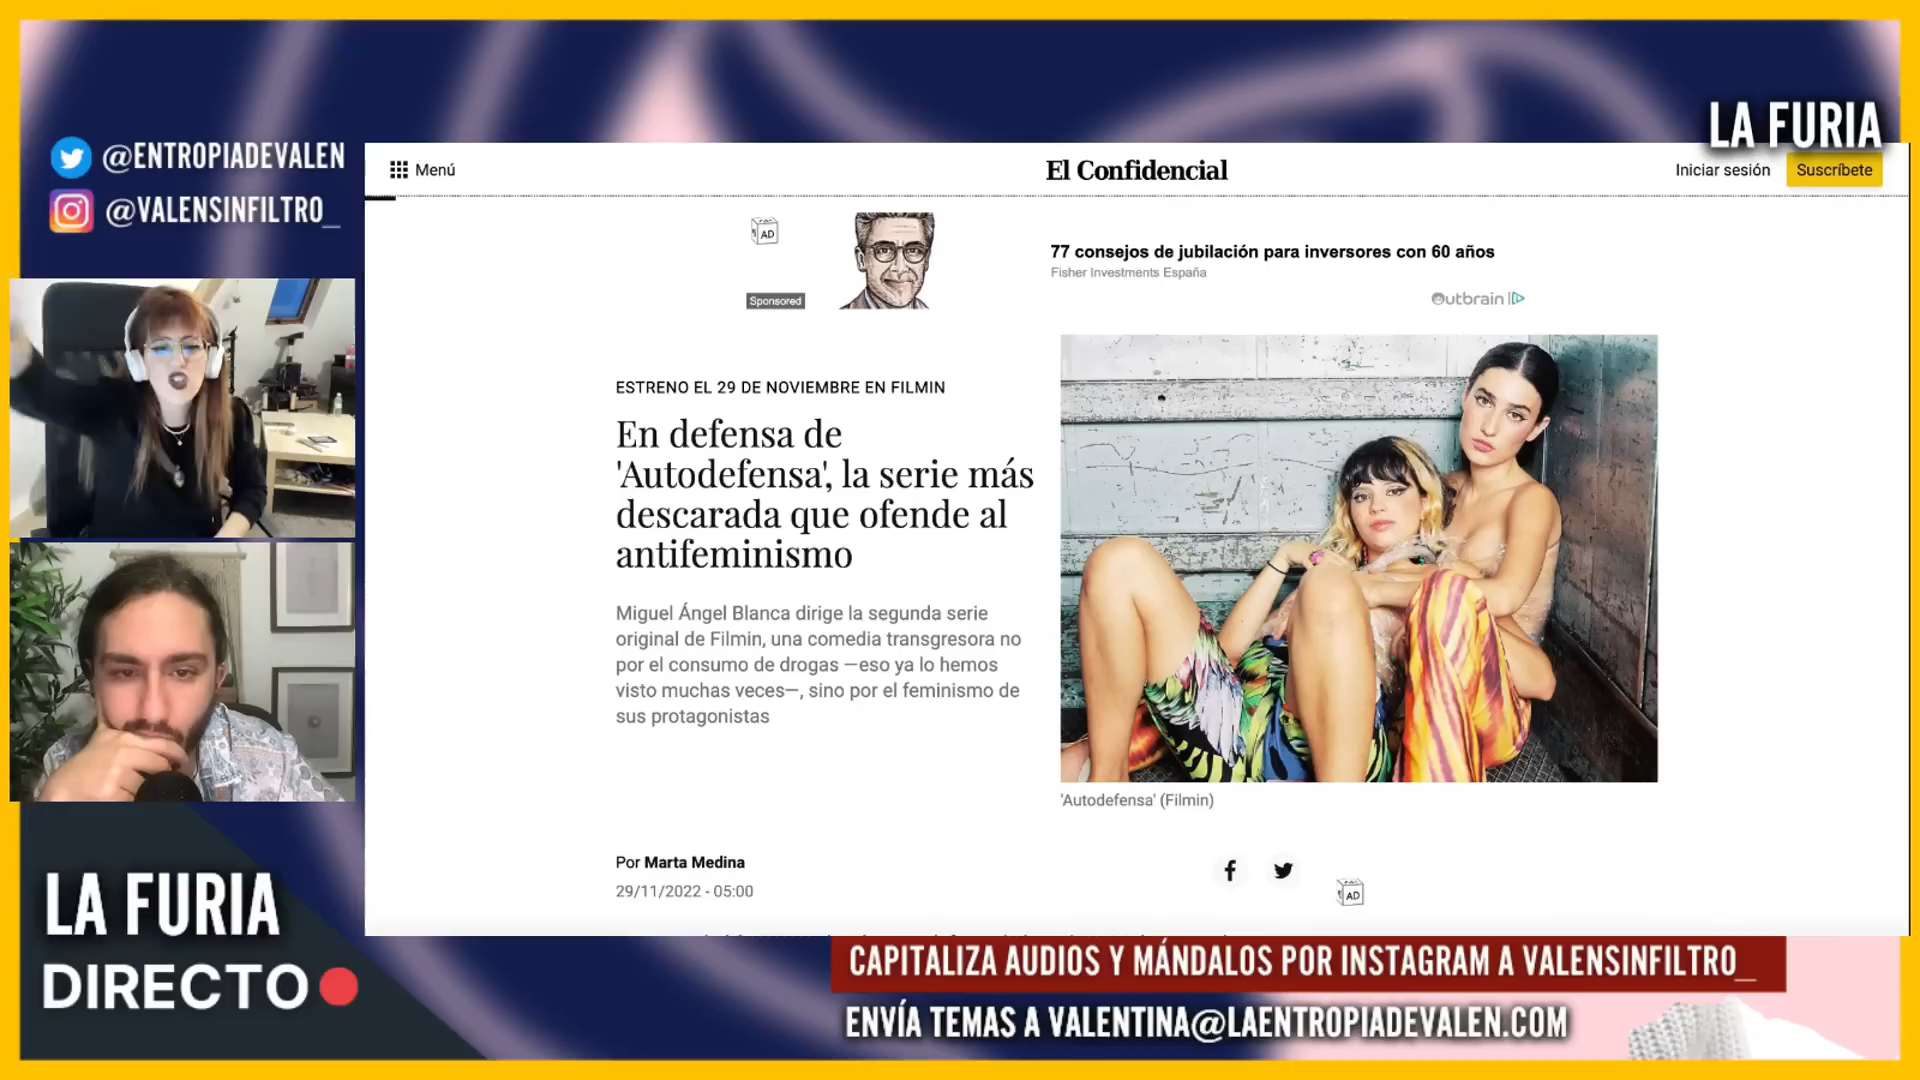 LA FURIA
@ENTROPIADEVALEN
@VALENSINFILTRO_
Menú
El Confidencial
Iniciar sesión
Suscríbete
AD
Sponsored
77 consejos de jubilación para inversores con 60 años
Fisher Investments España
Outbrain
ESTRENO EL 29 DE NOVIEMBRE EN FILMIN
En defensa de
'Autodefensa', la serie más
descarada que ofende al
antifeminismo
Miguel Ángel Blanca dirige la segunda serie
original de Filmin, una comedia transgresora no
por el consumo de drogas —eso ya lo hemos
visto muchas veces—, sino por el feminismo de
sus protagonistas
'Autodefensa' (Filmin)
Por Marta Medina
29/11/2022 - 05:00
AD
LA FURIA
DIRECTO
CAPITALIZA AUDIOS Y MÁNDALOS POR INSTAGRAM A VALENSINFILTRO_
ENVÍA TEMAS A VALENTINA@LAENTROPIADEVALEN.COM